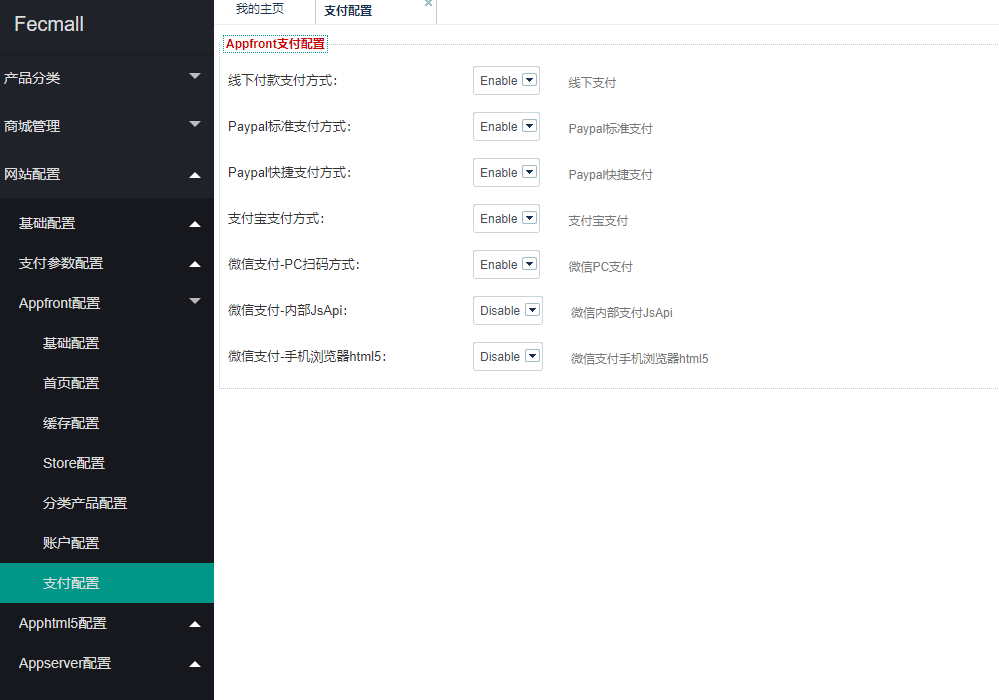 Fecmall
产品分类
商城管理
网站配置
基础配置
支付参数配置
Appfront配置
基础配置
首页配置
缓存配置
Store配置
分类产品配置
账户配置
支付配置
Apphtml5配置
Appserver配置
我的主页
支付配置
Appfront支付配置
线下付款支付方式： Enable 线下支付
Paypal标准支付方式： Enable Paypal标准支付
Paypal快捷支付方式： Enable Paypal快捷支付
支付宝支付方式： Enable 支付宝支付
微信支付-PC扫码方式： Enable 微信PC支付
微信支付-内部JsApi： Disable 微信内部支付JsApi
微信支付-手机浏览器html5： Disable 微信支付手机浏览器html5